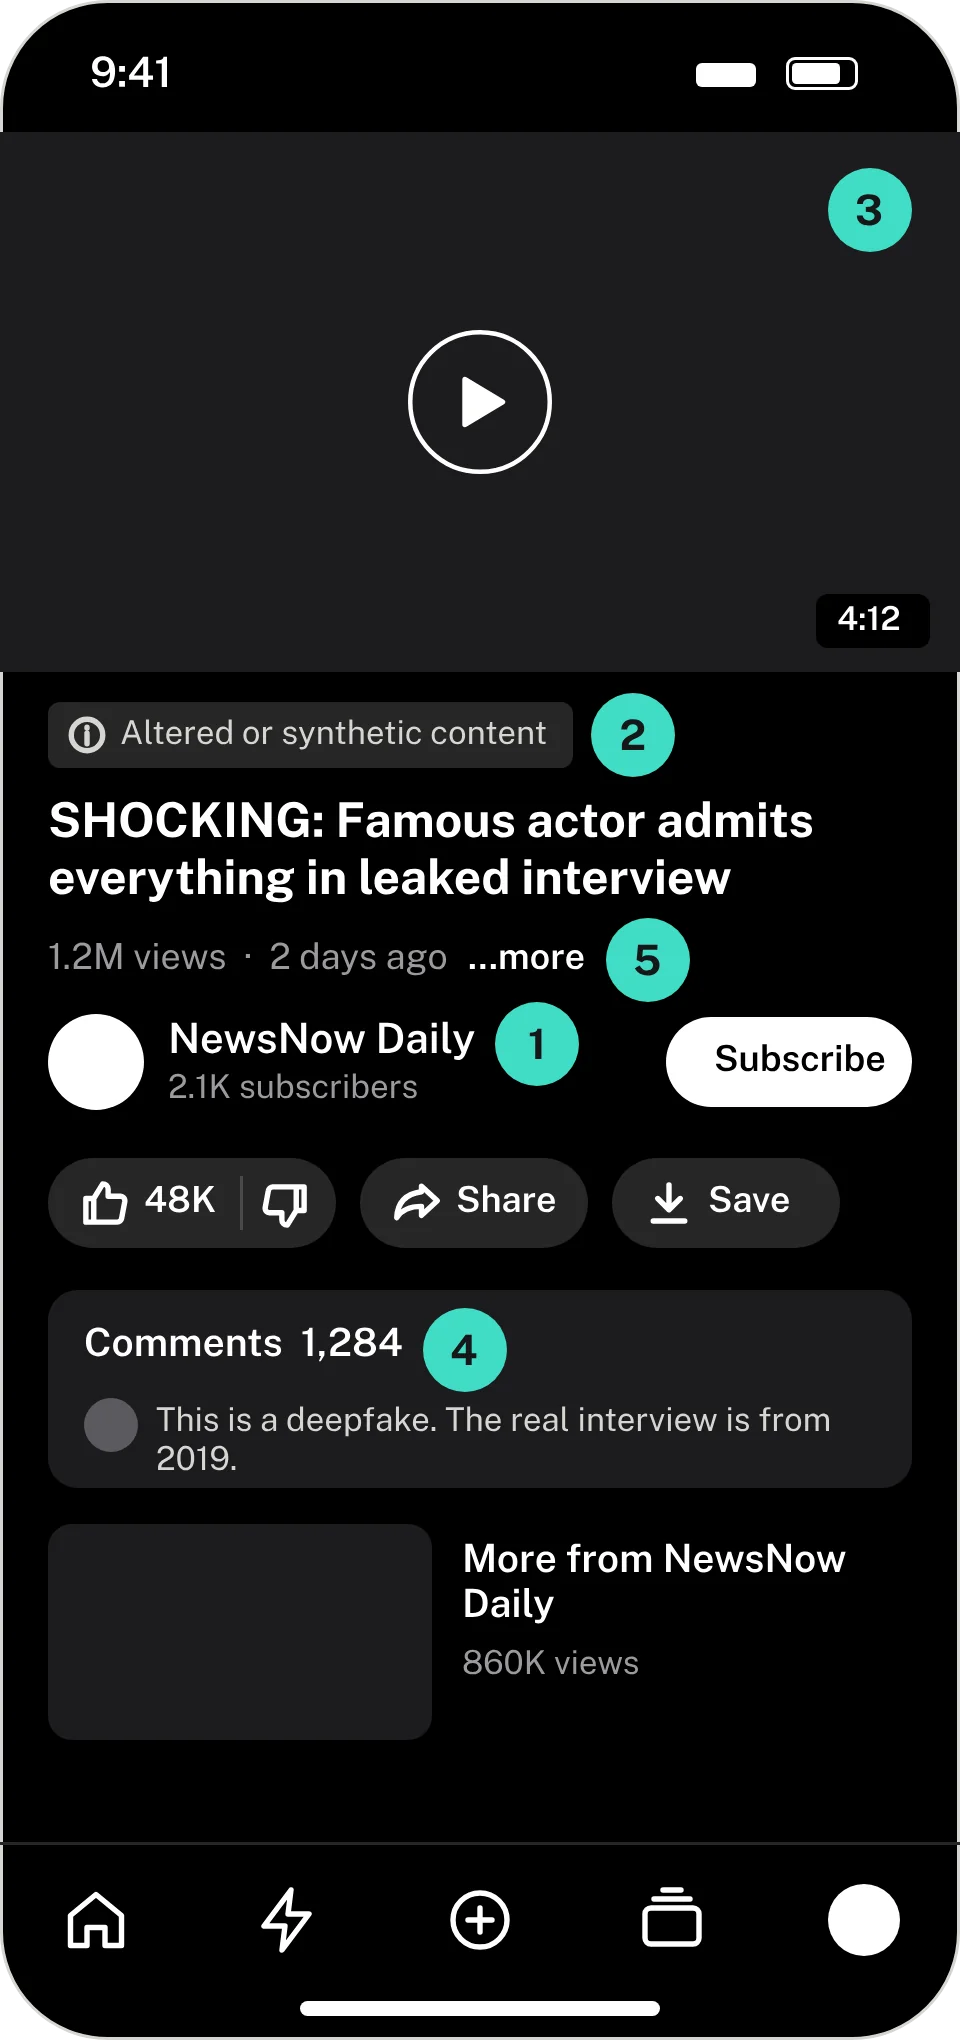 9:41
3
4:12
Altered or synthetic content
2
SHOCKING: Famous actor admits
everything in leaked interview
1.2M views · 2 days ago ...more
5
NewsNow Daily
1
2.1K subscribers
Subscribe
48K
Share
Save
Comments 1,284
4
This is a deepfake. The real interview is from
2019.
More from NewsNow
Daily
860K views